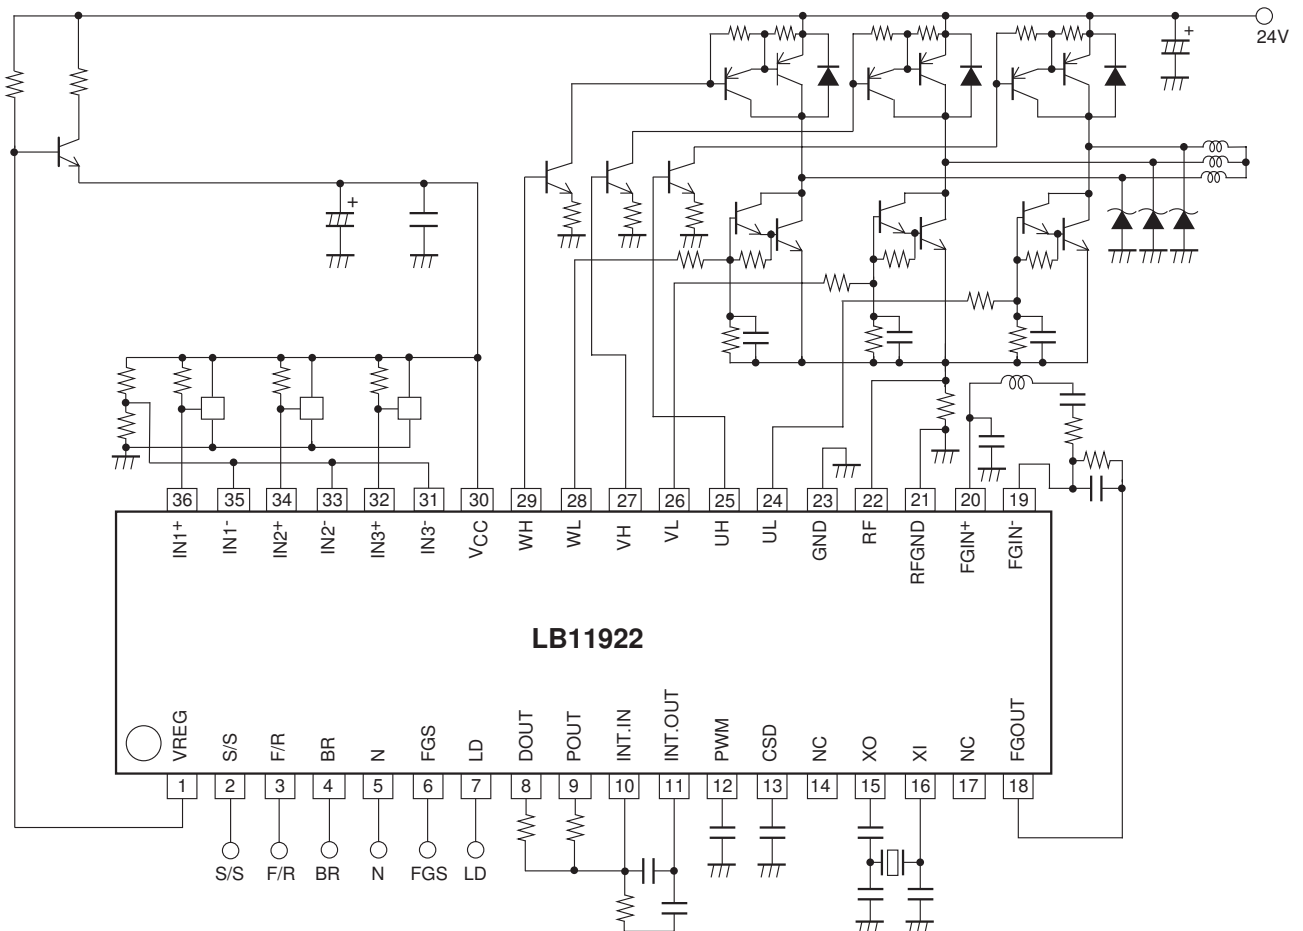 +
24V
+
36 35 34 33 32 31 30 29 28 27 26 25 24 23 22 21 20 19
IN1+ IN1- IN2+ IN2- IN3+ IN3- VCC WH WL VH VL UH UL GND RF RFGND FGIN+ FGIN-
LB11922
VREG S/S F/R BR N FGS LD DOUT POUT INT.IN INT.OUT PWM CSD NC XO XI NC FGOUT
1 2 3 4 5 6 7 8 9 10 11 12 13 14 15 16 17 18
S/S F/R BR N FGS LD